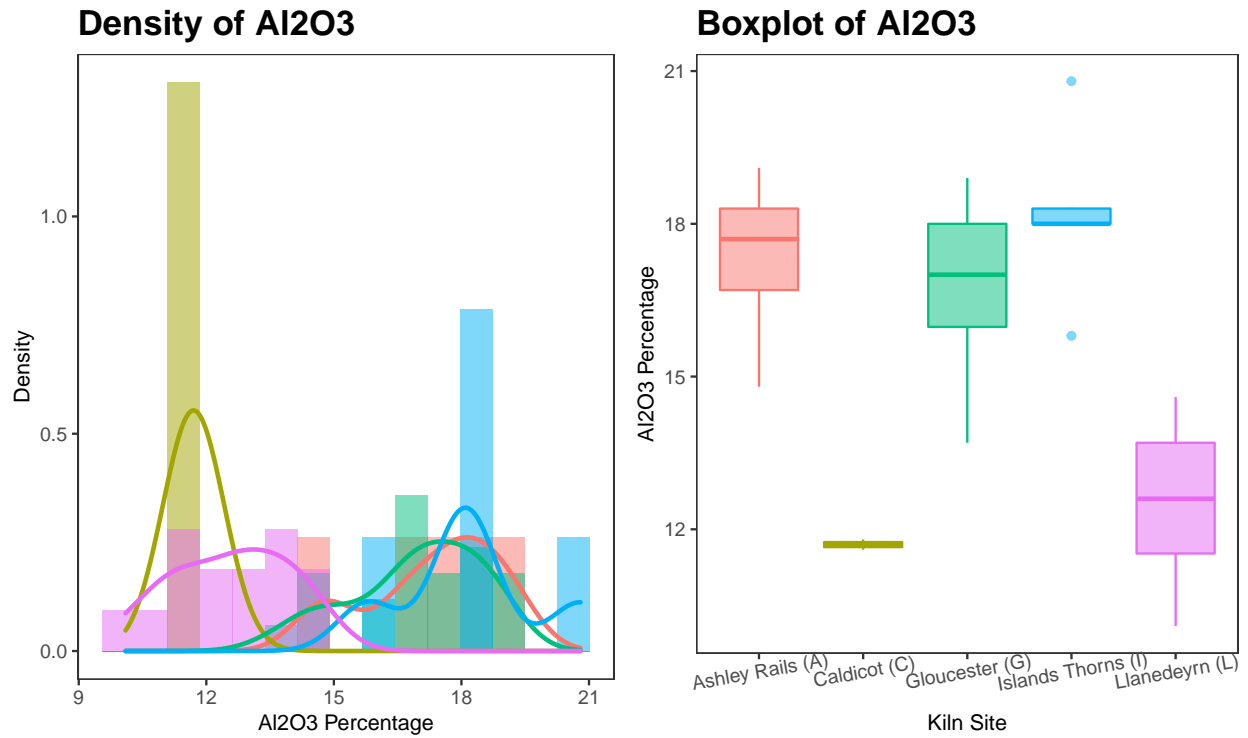 Density of Al2O3
Density
1.0
0.5
0.0
9
12
15
18
21
Al2O3 Percentage
Boxplot of Al2O3
Al2O3 Percentage
21
18
15
12
Ashley Rails (A)
Caldicot (C)
Gloucester (G)
Islands Thorns (I)
Llanedeyrn (L)
Kiln Site